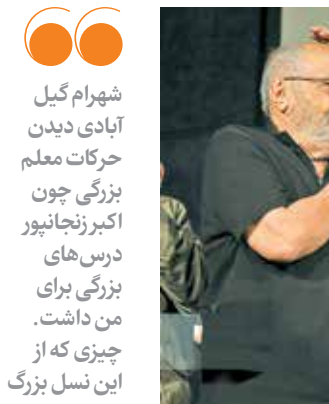 شهرام گیل
آبادی دیدن
حرکات معلم
بزرگی چون
اکبر زنجانپور
درس‌های
بزرگی برای
من داشت.
چیزی که از
این نسل بزرگ